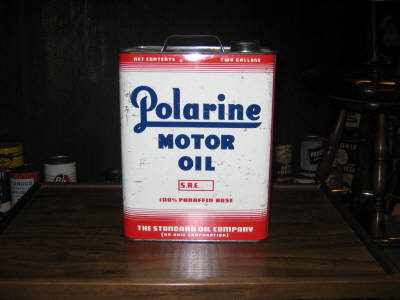 NET CONTENTS TWO GALLONS
Polarine
MOTOR
OIL
S.A.E.
100% PARAFFIN BASE
THE STANDARD OIL COMPANY
(AN OHIO CORPORATION)